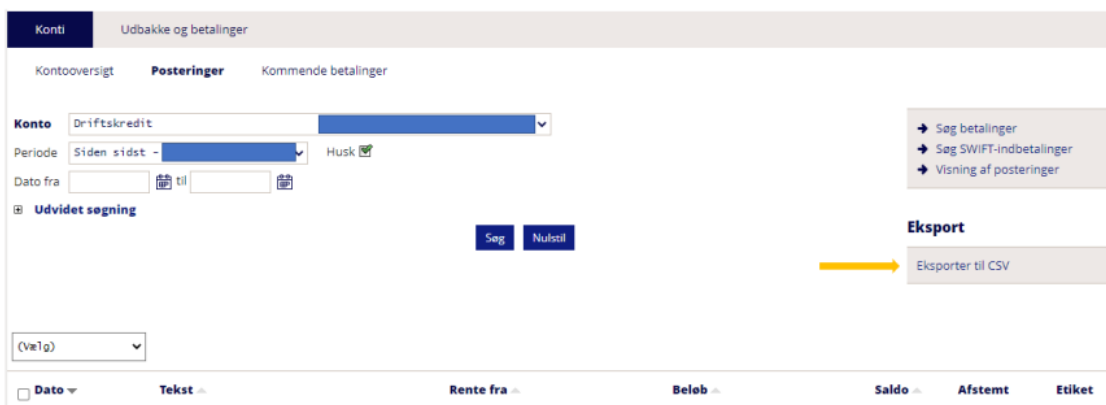 Konti Udbakke og betalinger
Kontooversigt Posteringer Kommende betalinger
Konto Driftskredit
Periode Siden sidst - Husk
Dato fra til
Udvidet søgning
Søg Nulstil
Søg betalinger
Søg SWIFT-indbetalinger
Visning af posteringer
Eksport
Eksporter til CSV
(Vælg)
Dato Tekst Rente fra Beløb Saldo Afstemt Etiket